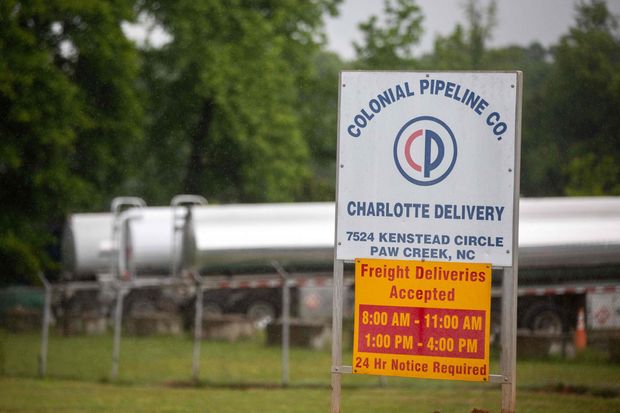 COLONIAL PIPELINE CO.
CP
CHARLOTTE DELIVERY
7524 KENSTEAD CIRCLE
PAW CREEK, NC
Freight Deliveries
Accepted
8:00 AM - 11:00 AM
1:00 PM - 4:00 PM
24 Hr Notice Required